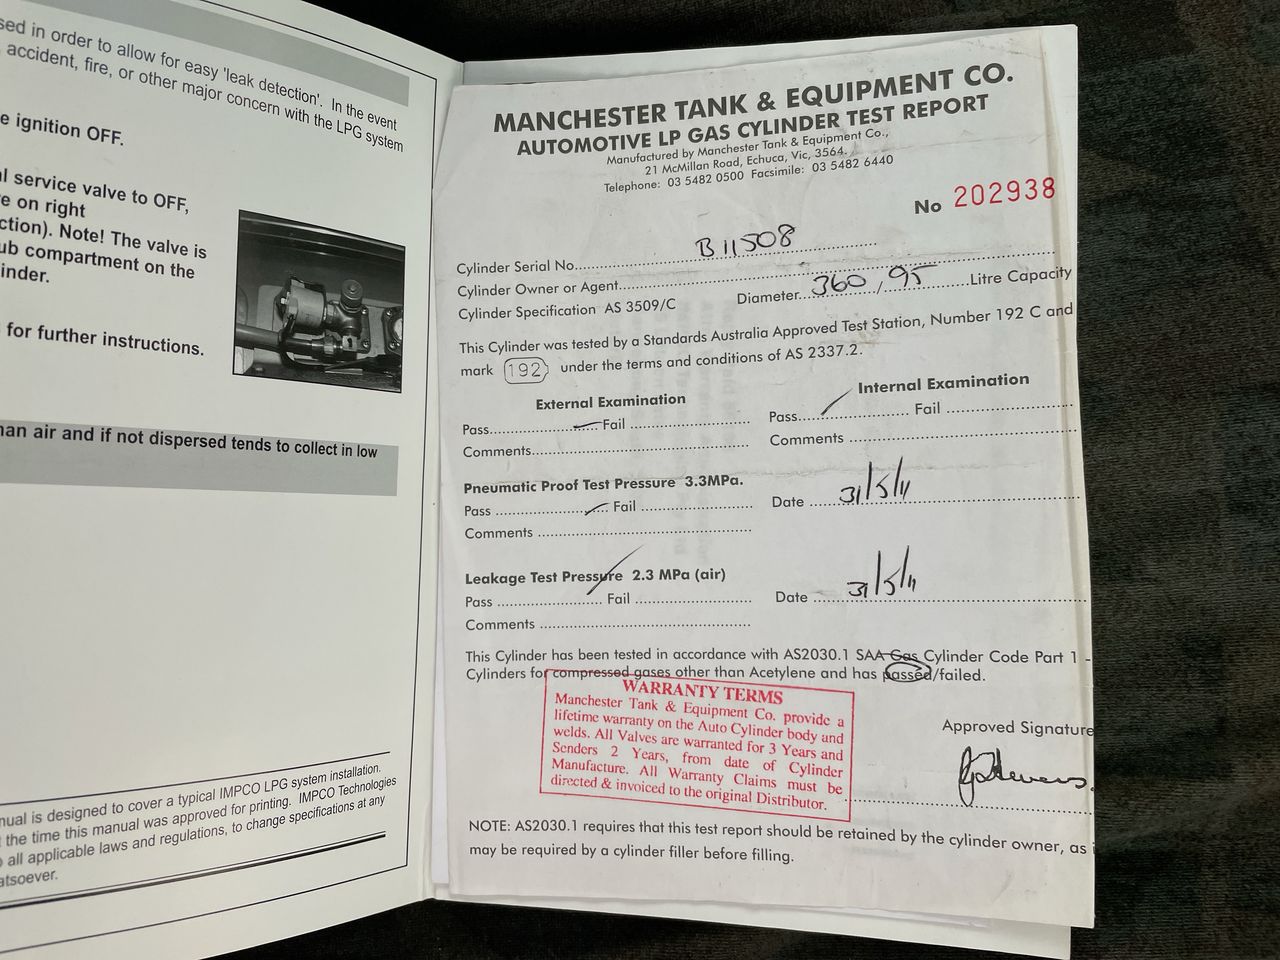 sed in order to allow for easy 'leak detection'. In the event
accident, fire, or other major concern with the LPG system
e ignition OFF.
l service valve to OFF,
e on right
ction). Note! The valve is
ub compartment on the
inder.
for further instructions.
an air and if not dispersed tends to collect in low
nual is designed to cover a typical IMPCO LPG system installation.
the time this manual was approved for printing. IMPCO Technologies
all applicable laws and regulations, to change specifications at any
atsoever.
MANCHESTER TANK & EQUIPMENT CO.
AUTOMOTIVE LP GAS CYLINDER TEST REPORT
Manufactured by Manchester Tank & Equipment Co.,
21 McMillan Road, Echuca, Vic, 3564.
Telephone: 03 5482 0500 Facsimile: 03 5482 6440
No 202938
Cylinder Serial No. B11508
Cylinder Owner or Agent
Cylinder Specification AS 3509/C Diameter 360 / 95 Litre Capacity
This Cylinder was tested by a Standards Australia Approved Test Station, Number 192 C and
mark 192 under the terms and conditions of AS 2337.2.
External Examination
Pass Fail
Comments
Internal Examination
Pass Fail
Comments
Pneumatic Proof Test Pressure 3.3MPa.
Pass Fail
Date 31/5/11
Comments
Leakage Test Pressure 2.3 MPa (air)
Pass Fail
Date 31/5/11
Comments
This Cylinder has been tested in accordance with AS2030.1 SAA Gas Cylinder Code Part 1 -
Cylinders for compressed gases other than Acetylene and has passed/failed.
WARRANTY TERMS
Manchester Tank & Equipment Co. provide a
lifetime warranty on the Auto Cylinder body and
welds. All Valves are warranted for 3 Years and
Senders 2 Years, from date of Cylinder
Manufacture. All Warranty Claims must be
directed & invoiced to the original Distributor.
Approved Signature
NOTE: AS2030.1 requires that this test report should be retained by the cylinder owner, as
may be required by a cylinder filler before filling.